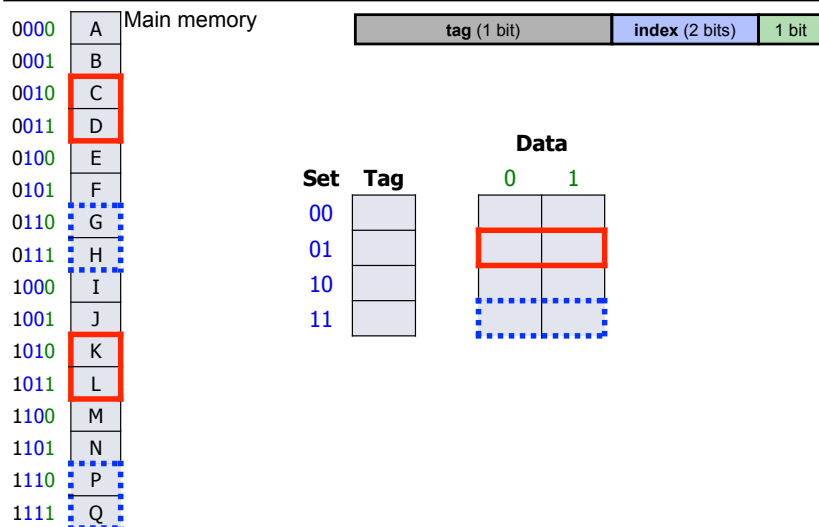 Main memory
tag (1 bit) index (2 bits) 1 bit
0000 A
0001 B
0010 C
0011 D
0100 E
0101 F
0110 G
0111 H
1000 I
1001 J
1010 K
1011 L
1100 M
1101 N
1110 P
1111 Q
Data
Set Tag 0 1
00
01
10
11